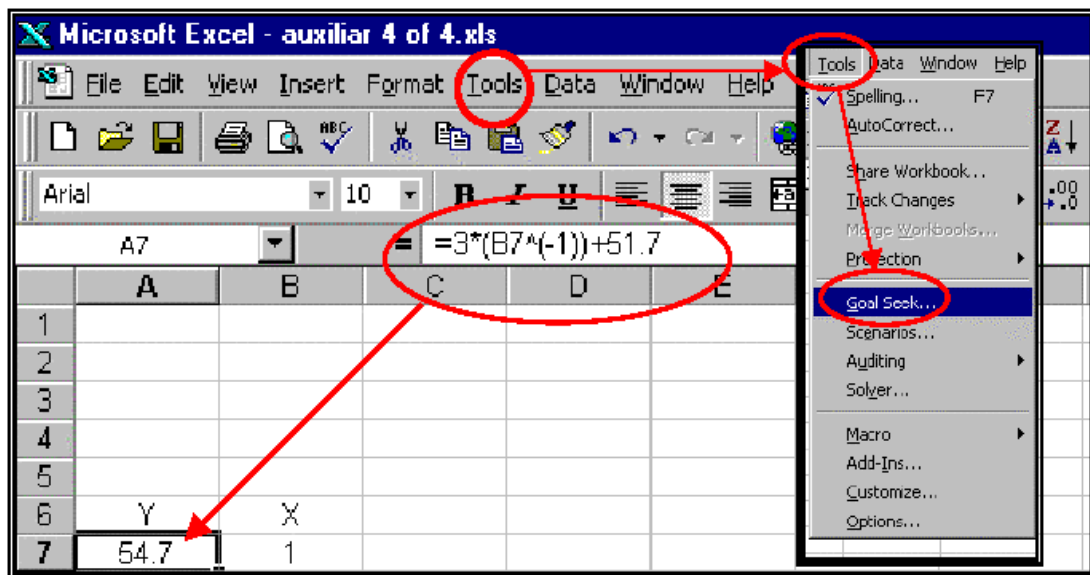 Microsoft Excel - auxiliar 4 of 4.xls
File Edit View Insert Format Tools Data Window Help
ABC
Arial 10 B I U
.00
.0
A7 = =3*(B7^(-1))+51.7
A B C D E
1
2
3
4
5
6 Y X
7 54.7 1
Tools Data Window Help
Spelling... F7
AutoCorrect...
Share Workbook...
Track Changes
Merge Workbooks...
Protection
Goal Seek...
Scenarios...
Auditing
Solver...
Macro
Add-Ins...
Customize...
Options...
Z
A